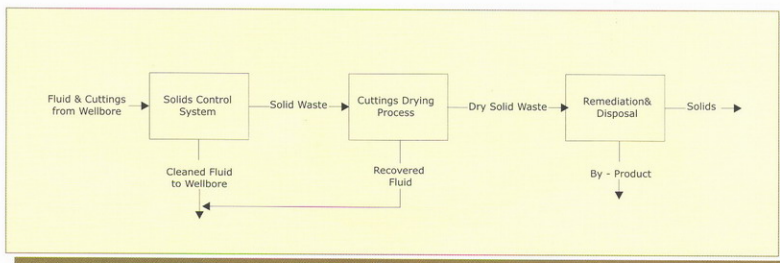 Fluid & Cuttings
from Wellbore
Solids Control
System
Solid Waste
Cuttings Drying
Process
Dry Solid Waste
Remediation&
Disposal
Solids
Cleaned Fluid
to Wellbore
Recovered
Fluid
By - Product